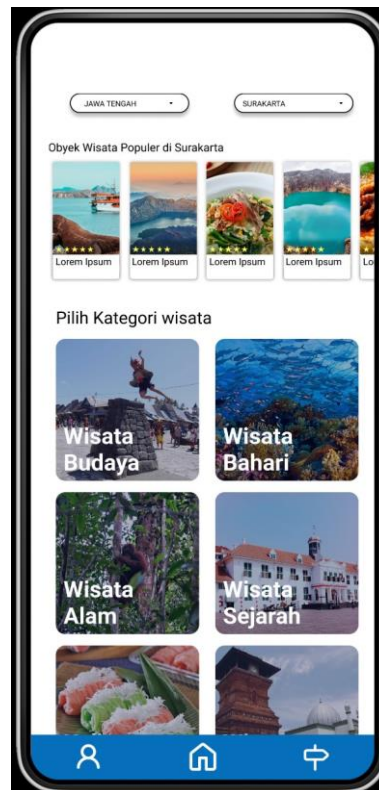 JAWA TENGAH
SURAKARTA
Obyek Wisata Populer di Surakarta
Lorem Ipsum
Lorem Ipsum
Lorem Ipsum
Lorem Ipsum
Lo
Pilih Kategori wisata
Wisata
Budaya
Wisata
Bahari
Wisata
Alam
Wisata
Sejarah